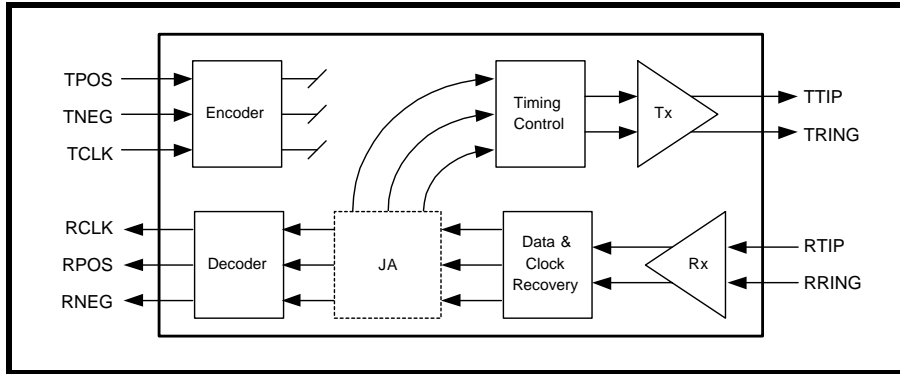 TPOS
TNEG
TCLK
Encoder
Timing
Control
Tx
TTIP
TRING
RCLK
RPOS
RNEG
Decoder
JA
Data &
Clock
Recovery
Rx
RTIP
RRING